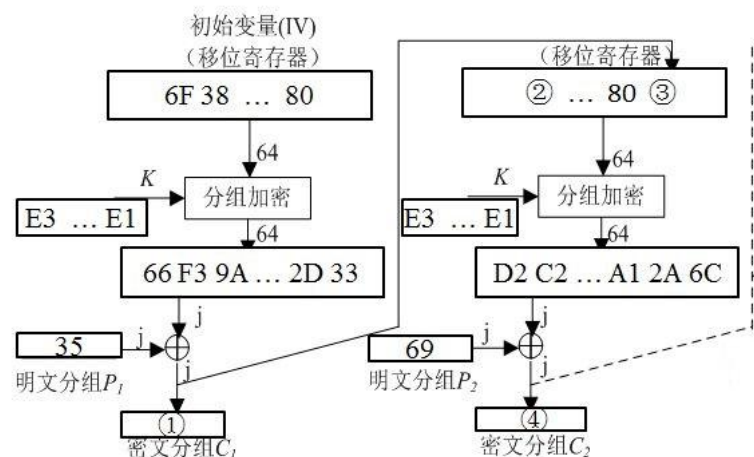 初始变量(IV)
（移位寄存器）
6F 38 … 80
64
K
分组加密
E3 … E1
64
66 F3 9A … 2D 33
j
35
j
明文分组P1
j
①
密文分组C1
（移位寄存器）
② … 80 ③
64
K
分组加密
E3 … E1
64
D2 C2 … A1 2A 6C
j
69
j
明文分组P2
j
④
密文分组C2